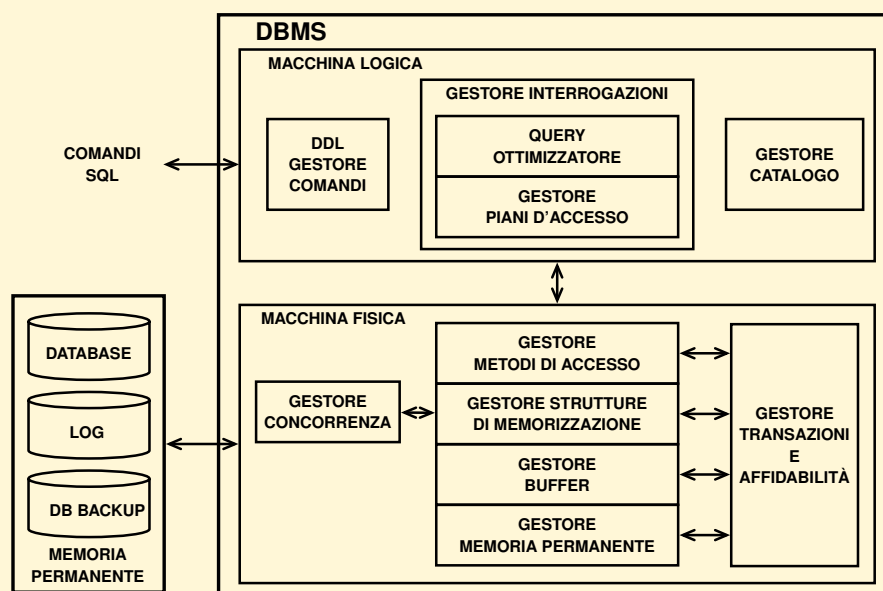 DBMS
MACCHINA LOGICA
COMANDI
SQL
DDL
GESTORE
COMANDI
GESTORE INTERROGAZIONI
QUERY
OTTIMIZZATORE
GESTORE
PIANI D'ACCESSO
GESTORE
CATALOGO
MACCHINA FISICA
GESTORE
CONCORRENZA
GESTORE
METODI DI ACCESSO
GESTORE STRUTTURE
DI MEMORIZZAZIONE
GESTORE
BUFFER
GESTORE
MEMORIA PERMANENTE
GESTORE
TRANSAZIONI
E
AFFIDABILITÀ
DATABASE
LOG
DB BACKUP
MEMORIA
PERMANENTE